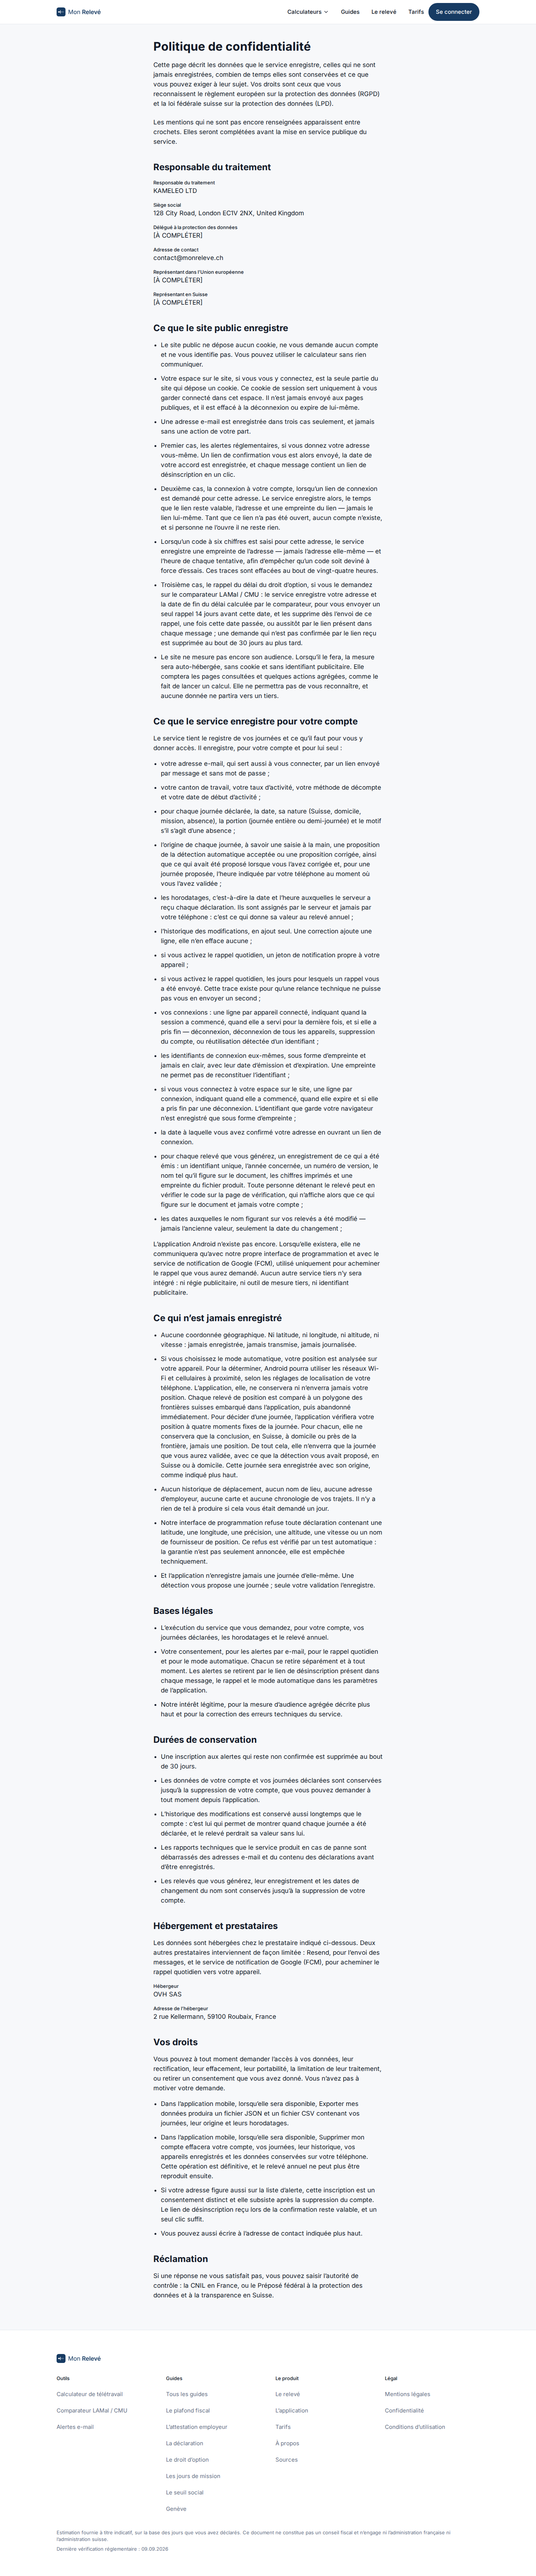 Mon Relevé
Calculateurs
Guides
Le relevé
Tarifs
Se connecter
Politique de confidentialité
Cette page décrit les données que le service enregistre, celles qui ne sont
jamais enregistrées, combien de temps elles sont conservées et ce que
vous pouvez exiger à leur sujet. Vos droits sont ceux que vous
reconnaissent le règlement européen sur la protection des données (RGPD)
et la loi fédérale suisse sur la protection des données (LPD).
Les mentions qui ne sont pas encore renseignées apparaissent entre
crochets. Elles seront complétées avant la mise en service publique du
service.
Responsable du traitement
Responsable du traitement
KAMELEO LTD
Siège social
128 City Road, London EC1V 2NX, United Kingdom
Délégué à la protection des données
[À COMPLÉTER]
Adresse de contact
contact@monreleve.ch
Représentant dans l'Union européenne
[À COMPLÉTER]
Représentant en Suisse
[À COMPLÉTER]
Ce que le site public enregistre
• Le site public ne dépose aucun cookie, ne vous demande aucun compte
et ne vous identifie pas. Vous pouvez utiliser le calculateur sans rien
communiquer.
• Votre espace sur le site, si vous vous y connectez, est la seule partie du
site qui dépose un cookie. Ce cookie de session sert uniquement à vous
garder connecté dans cet espace. Il n'est jamais envoyé aux pages
publiques, et il est effacé à la déconnexion ou expire de lui-même.
• Une adresse e-mail est enregistrée dans trois cas seulement, et jamais
sans une action de votre part.
• Premier cas, les alertes réglementaires, si vous donnez votre adresse
vous-même. Un lien de confirmation vous est alors envoyé, la date de
votre accord est enregistrée, et chaque message contient un lien de
désinscription en un clic.
• Deuxième cas, la connexion à votre compte, lorsqu'un lien de connexion
est demandé pour cette adresse. Le service enregistre alors, le temps
que le lien reste valable, l'adresse et une empreinte du lien — jamais le
lien lui-même. Tant que ce lien n'a pas été ouvert, aucun compte n'existe,
et si personne ne l'ouvre il ne reste rien.
• Lorsqu'un code à six chiffres est saisi pour cette adresse, le service
enregistre une empreinte de l'adresse — jamais l'adresse elle-même — et
l'heure de chaque tentative, afin d'empêcher qu'un code soit deviné à
force d'essais. Ces traces sont effacées au bout de vingt-quatre heures.
• Troisième cas, le rappel du délai du droit d'option, si vous le demandez
sur le comparateur LAMal / CMU : le service enregistre votre adresse et
la date de fin du délai calculée par le comparateur, pour vous envoyer un
seul rappel 14 jours avant cette date, et les supprime dès l'envoi de ce
rappel, une fois cette date passée, ou aussitôt par le lien présent dans
chaque message ; une demande qui n'est pas confirmée par le lien reçu
est supprimée au bout de 30 jours au plus tard.
• Le site ne mesure pas encore son audience. Lorsqu'il le fera, la mesure
sera auto-hébergée, sans cookie et sans identifiant publicitaire. Elle
comptera les pages consultées et quelques actions agrégées, comme le
fait de lancer un calcul. Elle ne permettra pas de vous reconnaître, et
aucune donnée ne partira vers un tiers.
Ce que le service enregistre pour votre compte
Le service tient le registre de vos journées et ce qu'il faut pour vous y
donner accès. Il enregistre, pour votre compte et pour lui seul :
• votre adresse e-mail, qui sert aussi à vous connecter, par un lien envoyé
par message et sans mot de passe ;
• votre canton de travail, votre taux d'activité, votre méthode de décompte
et votre date de début d'activité ;
• pour chaque journée déclarée, la date, sa nature (Suisse, domicile,
mission, absence), la portion (journée entière ou demi-journée) et le motif
s'il s'agit d'une absence ;
• l'origine de chaque journée, à savoir une saisie à la main, une proposition
de la détection automatique acceptée ou une proposition corrigée, ainsi
que ce qui avait été proposé lorsque vous l'avez corrigée et, pour une
journée proposée, l'heure indiquée par votre téléphone au moment où
vous l'avez validée ;
• les horodatages, c'est-à-dire la date et l'heure auxquelles le serveur a
reçu chaque déclaration. Ils sont assignés par le serveur et jamais par
votre téléphone : c'est ce qui donne sa valeur au relevé annuel ;
• l'historique des modifications, en ajout seul. Une correction ajoute une
ligne, elle n'en efface aucune ;
• si vous activez le rappel quotidien, un jeton de notification propre à votre
appareil ;
• si vous activez le rappel quotidien, les jours pour lesquels un rappel vous
a été envoyé. Cette trace existe pour qu'une relance technique ne puisse
pas vous en envoyer un second ;
• vos connexions : une ligne par appareil connecté, indiquant quand la
session a commencé, quand elle a servi pour la dernière fois, et si elle a
pris fin — déconnexion, déconnexion de tous les appareils, suppression
du compte, ou réutilisation détectée d'un identifiant ;
• les identifiants de connexion eux-mêmes, sous forme d'empreinte et
jamais en clair, avec leur date d'émission et d'expiration. Une empreinte
ne permet pas de reconstituer l'identifiant ;
• si vous vous connectez à votre espace sur le site, une ligne par
connexion, indiquant quand elle a commencé, quand elle expire et si elle
a pris fin par une déconnexion. L'identifiant que garde votre navigateur
n'est enregistré que sous forme d'empreinte ;
• la date à laquelle vous avez confirmé votre adresse en ouvrant un lien de
connexion.
• pour chaque relevé que vous générez, un enregistrement de ce qui a été
émis : un identifiant unique, l'année concernée, un numéro de version, le
nom tel qu'il figure sur le document, les chiffres imprimés et une
empreinte du fichier produit. Toute personne détenant le relevé peut en
vérifier le code sur la page de vérification, qui n'affiche alors que ce qui
figure sur le document et jamais votre compte ;
• les dates auxquelles le nom figurant sur vos relevés a été modifié —
jamais l'ancienne valeur, seulement la date du changement ;
L'application Android n'existe pas encore. Lorsqu'elle existera, elle ne
communiquera qu'avec notre propre interface de programmation et avec le
service de notification de Google (FCM), utilisé uniquement pour acheminer
le rappel que vous aurez demandé. Aucun autre service tiers n'y sera
intégré : ni régie publicitaire, ni outil de mesure tiers, ni identifiant
publicitaire.
Ce qui n'est jamais enregistré
• Aucune coordonnée géographique. Ni latitude, ni longitude, ni altitude, ni
vitesse : jamais enregistrée, jamais transmise, jamais journalisée.
• Si vous choisissez le mode automatique, votre position est analysée sur
votre appareil. Pour la déterminer, Android pourra utiliser les réseaux Wi-
Fi et cellulaires à proximité, selon les réglages de localisation de votre
téléphone. L'application, elle, ne conservera ni n'enverra jamais votre
position. Chaque relevé de position est comparé à un polygone des
frontières suisses embarqué dans l'application, puis abandonné
immédiatement. Pour décider d'une journée, l'application vérifiera votre
position à quatre moments fixes de la journée. Pour chacun, elle ne
conservera que la conclusion, en Suisse, à domicile ou près de la
frontière, jamais une position. De tout cela, elle n'enverra que la journée
que vous aurez validée, avec ce que la détection vous avait proposé, en
Suisse ou à domicile. Cette journée sera enregistrée avec son origine,
comme indiqué plus haut.
• Aucun historique de déplacement, aucun nom de lieu, aucune adresse
d'employeur, aucune carte et aucune chronologie de vos trajets. Il n'y a
rien de tel à produire si cela vous était demandé un jour.
• Notre interface de programmation refuse toute déclaration contenant une
latitude, une longitude, une précision, une altitude, une vitesse ou un nom
de fournisseur de position. Ce refus est vérifié par un test automatique :
la garantie n'est pas seulement annoncée, elle est empêchée
techniquement.
• Et l'application n'enregistre jamais une journée d'elle-même. Une
détection vous propose une journée ; seule votre validation l'enregistre.
Bases légales
• L'exécution du service que vous demandez, pour votre compte, vos
journées déclarées, les horodatages et le relevé annuel.
• Votre consentement, pour les alertes par e-mail, pour le rappel quotidien
et pour le mode automatique. Chacun se retire séparément et à tout
moment. Les alertes se retirent par le lien de désinscription présent dans
chaque message, le rappel et le mode automatique dans les paramètres
de l'application.
• Notre intérêt légitime, pour la mesure d'audience agrégée décrite plus
haut et pour la correction des erreurs techniques du service.
Durées de conservation
• Une inscription aux alertes qui reste non confirmée est supprimée au bout
de 30 jours.
• Les données de votre compte et vos journées déclarées sont conservées
jusqu'à la suppression de votre compte, que vous pouvez demander à
tout moment depuis l'application.
• L'historique des modifications est conservé aussi longtemps que le
compte : c'est lui qui permet de montrer quand chaque journée a été
déclarée, et le relevé perdrait sa valeur sans lui.
• Les rapports techniques que le service produit en cas de panne sont
débarrassés des adresses e-mail et du contenu des déclarations avant
d'être enregistrés.
• Les relevés que vous générez, leur enregistrement et les dates de
changement du nom sont conservés jusqu'à la suppression de votre
compte.
Hébergement et prestataires
Les données sont hébergées chez le prestataire indiqué ci-dessous. Deux
autres prestataires interviennent de façon limitée : Resend, pour l'envoi des
messages, et le service de notification de Google (FCM), pour acheminer le
rappel quotidien vers votre appareil.
Hébergeur
OVH SAS
Adresse de l'hébergeur
2 rue Kellermann, 59100 Roubaix, France
Vos droits
Vous pouvez à tout moment demander l'accès à vos données, leur
rectification, leur effacement, leur portabilité, la limitation de leur traitement,
ou retirer un consentement que vous avez donné. Vous n'avez pas à
motiver votre demande.
• Dans l'application mobile, lorsqu'elle sera disponible, Exporter mes
données produira un fichier JSON et un fichier CSV contenant vos
journées, leur origine et leurs horodatages.
• Dans l'application mobile, lorsqu'elle sera disponible, Supprimer mon
compte effacera votre compte, vos journées, leur historique, vos
appareils enregistrés et les données conservées sur votre téléphone.
Cette opération est définitive, et le relevé annuel ne peut plus être
reproduit ensuite.
• Si votre adresse figure aussi sur la liste d'alerte, cette inscription est un
consentement distinct et elle subsiste après la suppression du compte.
Le lien de désinscription reçu lors de la confirmation reste valable, et un
seul clic suffit.
• Vous pouvez aussi écrire à l'adresse de contact indiquée plus haut.
Réclamation
Si une réponse ne vous satisfait pas, vous pouvez saisir l'autorité de
contrôle : la CNIL en France, ou le Préposé fédéral à la protection des
données et à la transparence en Suisse.
Mon Relevé
Outils
Calculateur de télétravail
Comparateur LAMal / CMU
Alertes e-mail
Guides
Tous les guides
Le plafond fiscal
L'attestation employeur
La déclaration
Le droit d'option
Les jours de mission
Le seuil social
Genève
Le produit
Le relevé
L'application
Tarifs
À propos
Sources
Légal
Mentions légales
Confidentialité
Conditions d'utilisation
Estimation fournie à titre indicatif, sur la base des jours que vous avez déclarés. Ce document ne constitue pas un conseil fiscal et n'engage ni l'administration française ni
l'administration suisse.
Dernière vérification réglementaire : 09.09.2026